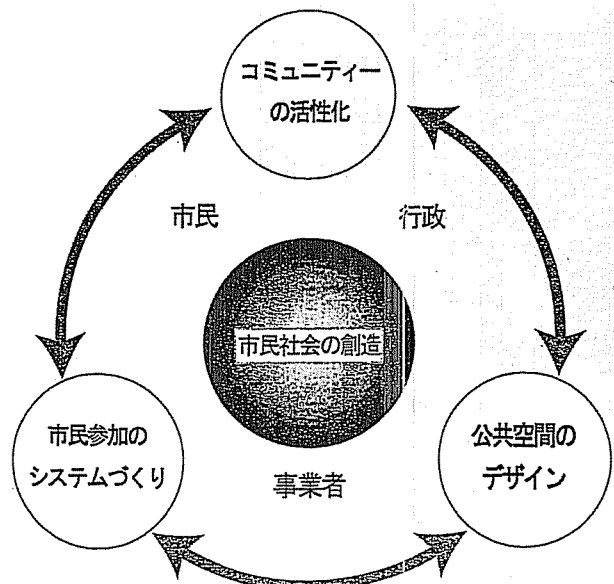 コミュニティー
の活性化
市民
行政
市民社会の創造
市民参加の
システムづくり
事業者
公共空間の
デザイン